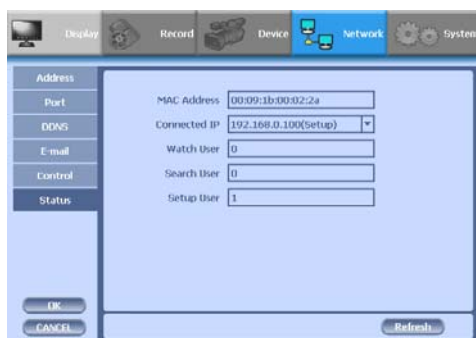 Display Record Device Network System
Address
Port
DDNS
E-mail
Control
Status
MAC Address 00:09:1b:00:02:2a
Connected IP 192.168.0.100(Setup)
Watch User 0
Search User 0
Setup User 1
OK
CANCEL
Refresh